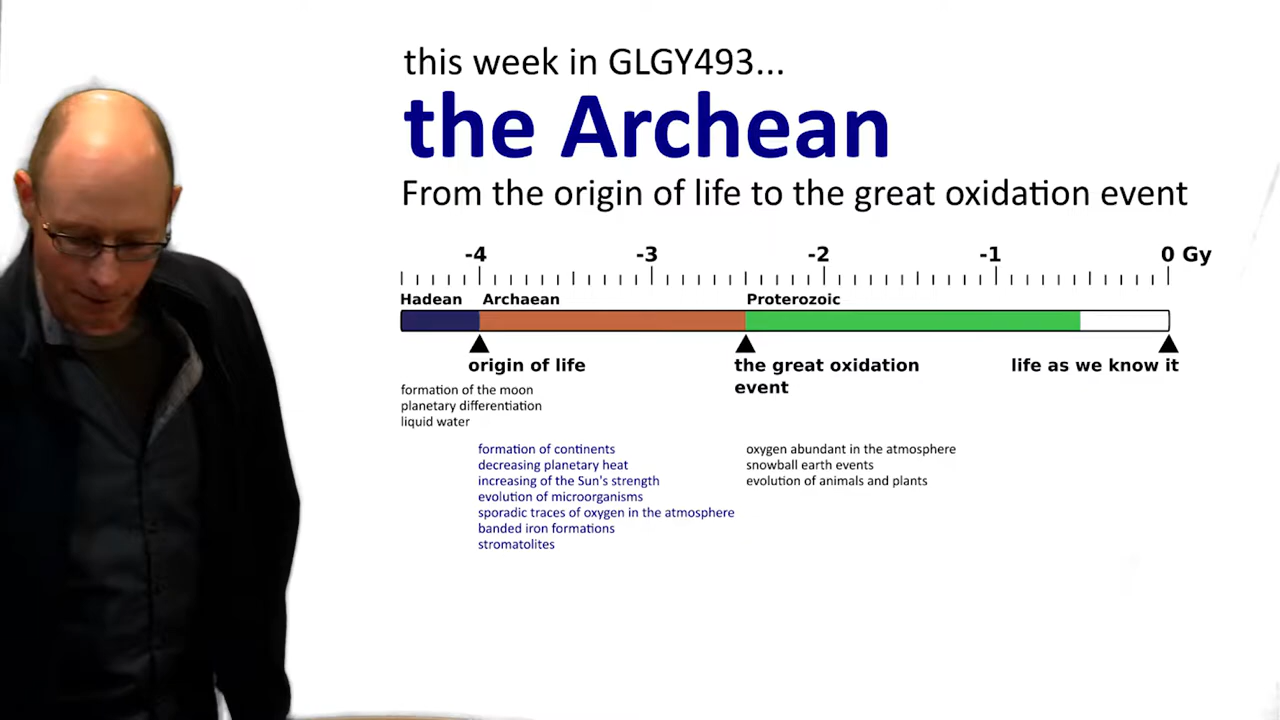 this week in GLGY493...
the Archean
From the origin of life to the great oxidation event
-4 -3 -2 -1 0 Gy
Hadean Archaean Proterozoic
origin of life the great oxidation event life as we know it
formation of the moon
planetary differentiation
liquid water
formation of continents
decreasing planetary heat
increasing of the Sun's strength
evolution of microorganisms
sporadic traces of oxygen in the atmosphere
banded iron formations
stromatolites
oxygen abundant in the atmosphere
snowball earth events
evolution of animals and plants